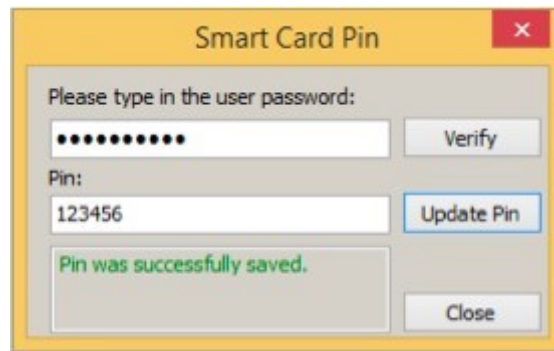 Smart Card Pin
Please type in the user password:
••••••••••
Verify
Pin:
123456
Update Pin
Pin was successfully saved.
Close